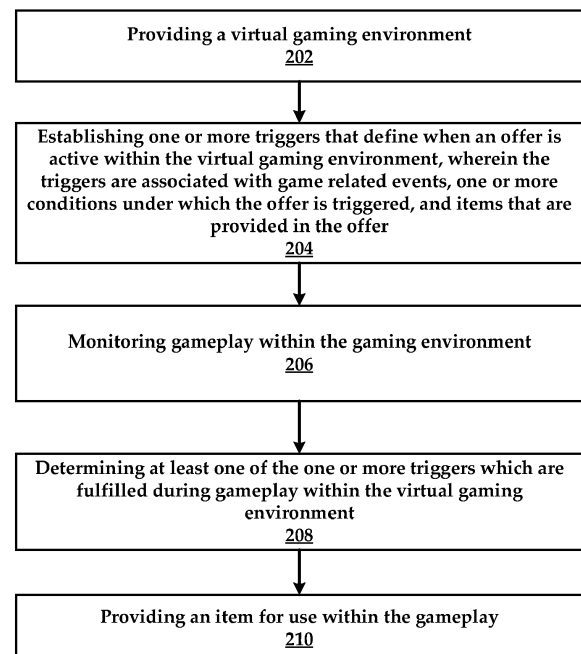 Providing a virtual gaming environment
202
Establishing one or more triggers that define when an offer is
active within the virtual gaming environment, wherein the
triggers are associated with game related events, one or more
conditions under which the offer is triggered, and items that are
provided in the offer
204
Monitoring gameplay within the gaming environment
206
Determining at least one of the one or more triggers which are
fulfilled during gameplay within the virtual gaming
environment
208
Providing an item for use within the gameplay
210